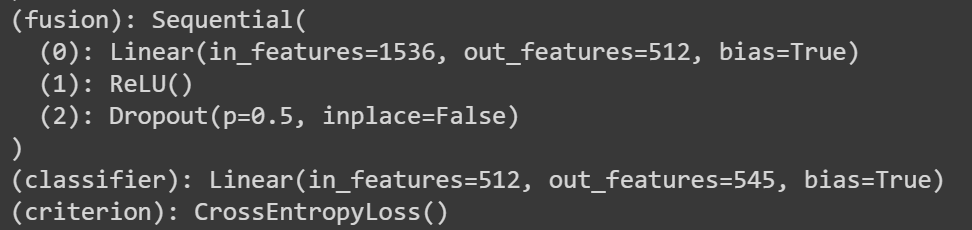 (fusion): Sequential(
  (0): Linear(in_features=1536, out_features=512, bias=True)
  (1): ReLU()
  (2): Dropout(p=0.5, inplace=False)
)
(classifier): Linear(in_features=512, out_features=545, bias=True)
(criterion): CrossEntropyLoss()